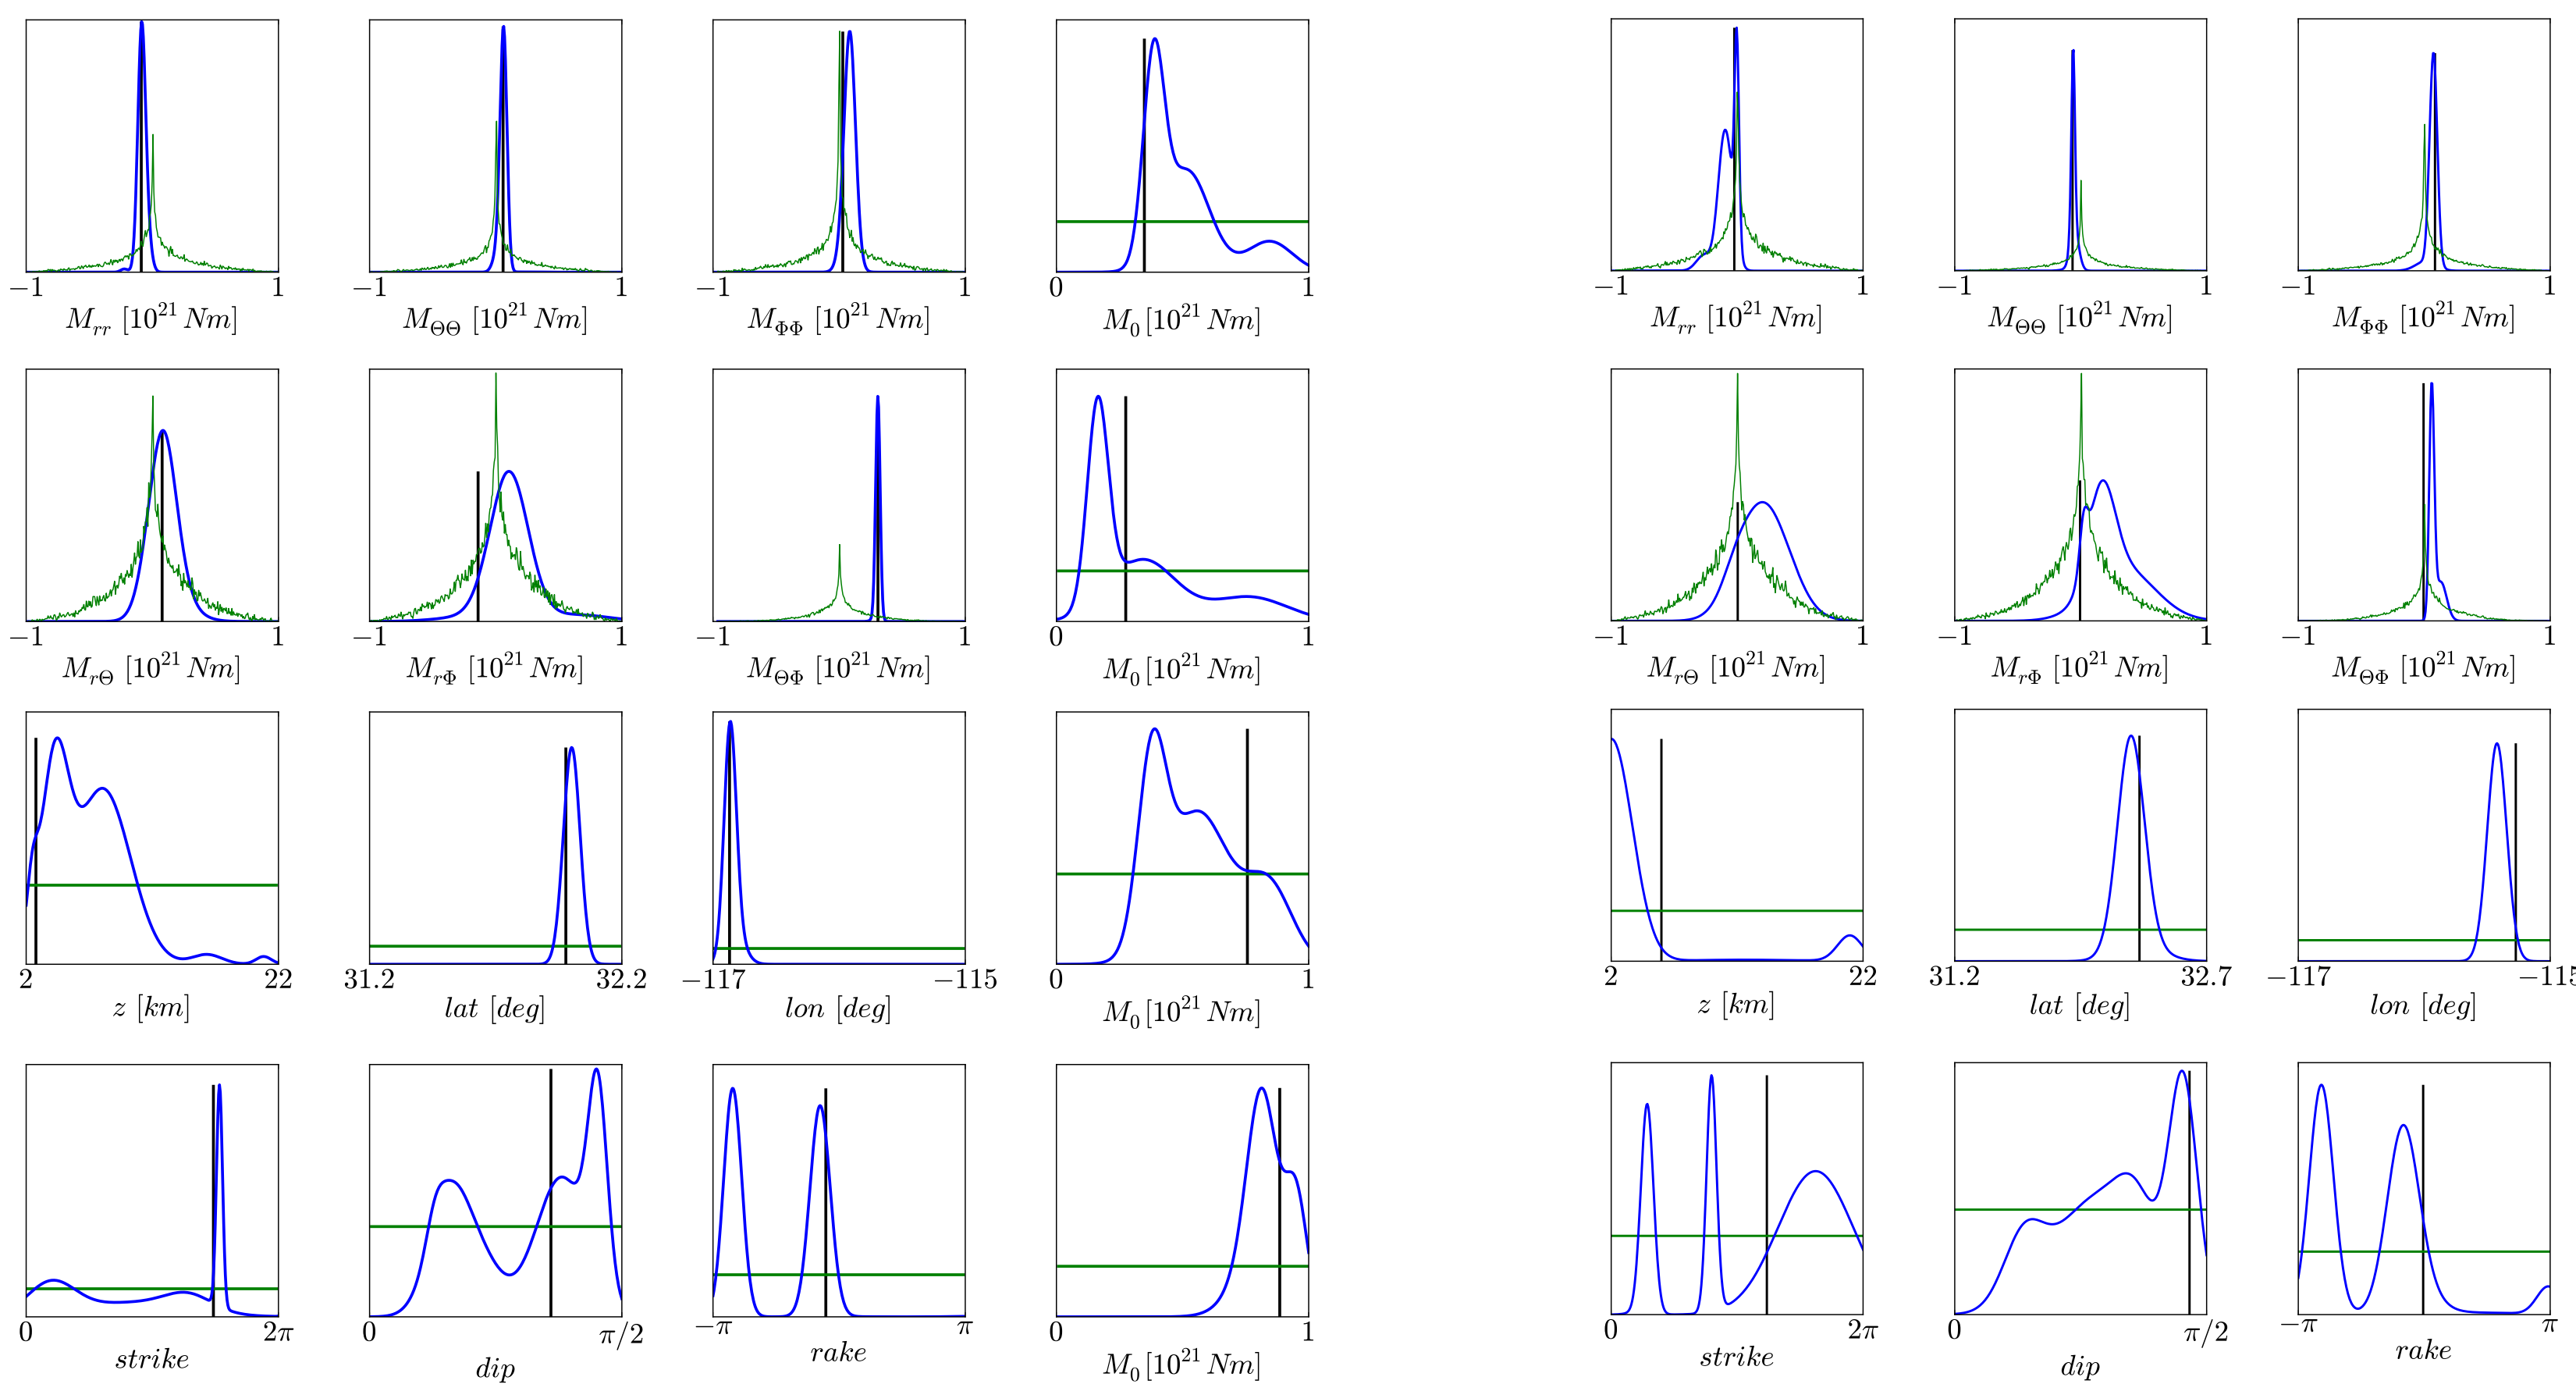 −1 1 −1 1 −1 1 0 1 −1 1 −1 1 −1 1
M_rr [10^21 Nm] M_ΘΘ [10^21 Nm] M_ΦΦ [10^21 Nm] M_0 [10^21 Nm] M_rr [10^21 Nm] M_ΘΘ [10^21 Nm] M_ΦΦ [10^21 Nm]
−1 1 −1 1 −1 1 0 1 −1 1 −1 1 −1 1
M_rΘ [10^21 Nm] M_rΦ [10^21 Nm] M_ΘΦ [10^21 Nm] M_0 [10^21 Nm] M_rΘ [10^21 Nm] M_rΦ [10^21 Nm] M_ΘΦ [10^21 Nm]
2 22 31.2 32.2 −117 −115 0 1 2 22 31.2 32.7 −117 −115
z [km] lat [deg] lon [deg] M_0 [10^21 Nm] z [km] lat [deg] lon [deg]
0 2π 0 π/2 −π π 0 1 0 2π 0 π/2 −π π
strike dip rake M_0 [10^21 Nm] strike dip rake